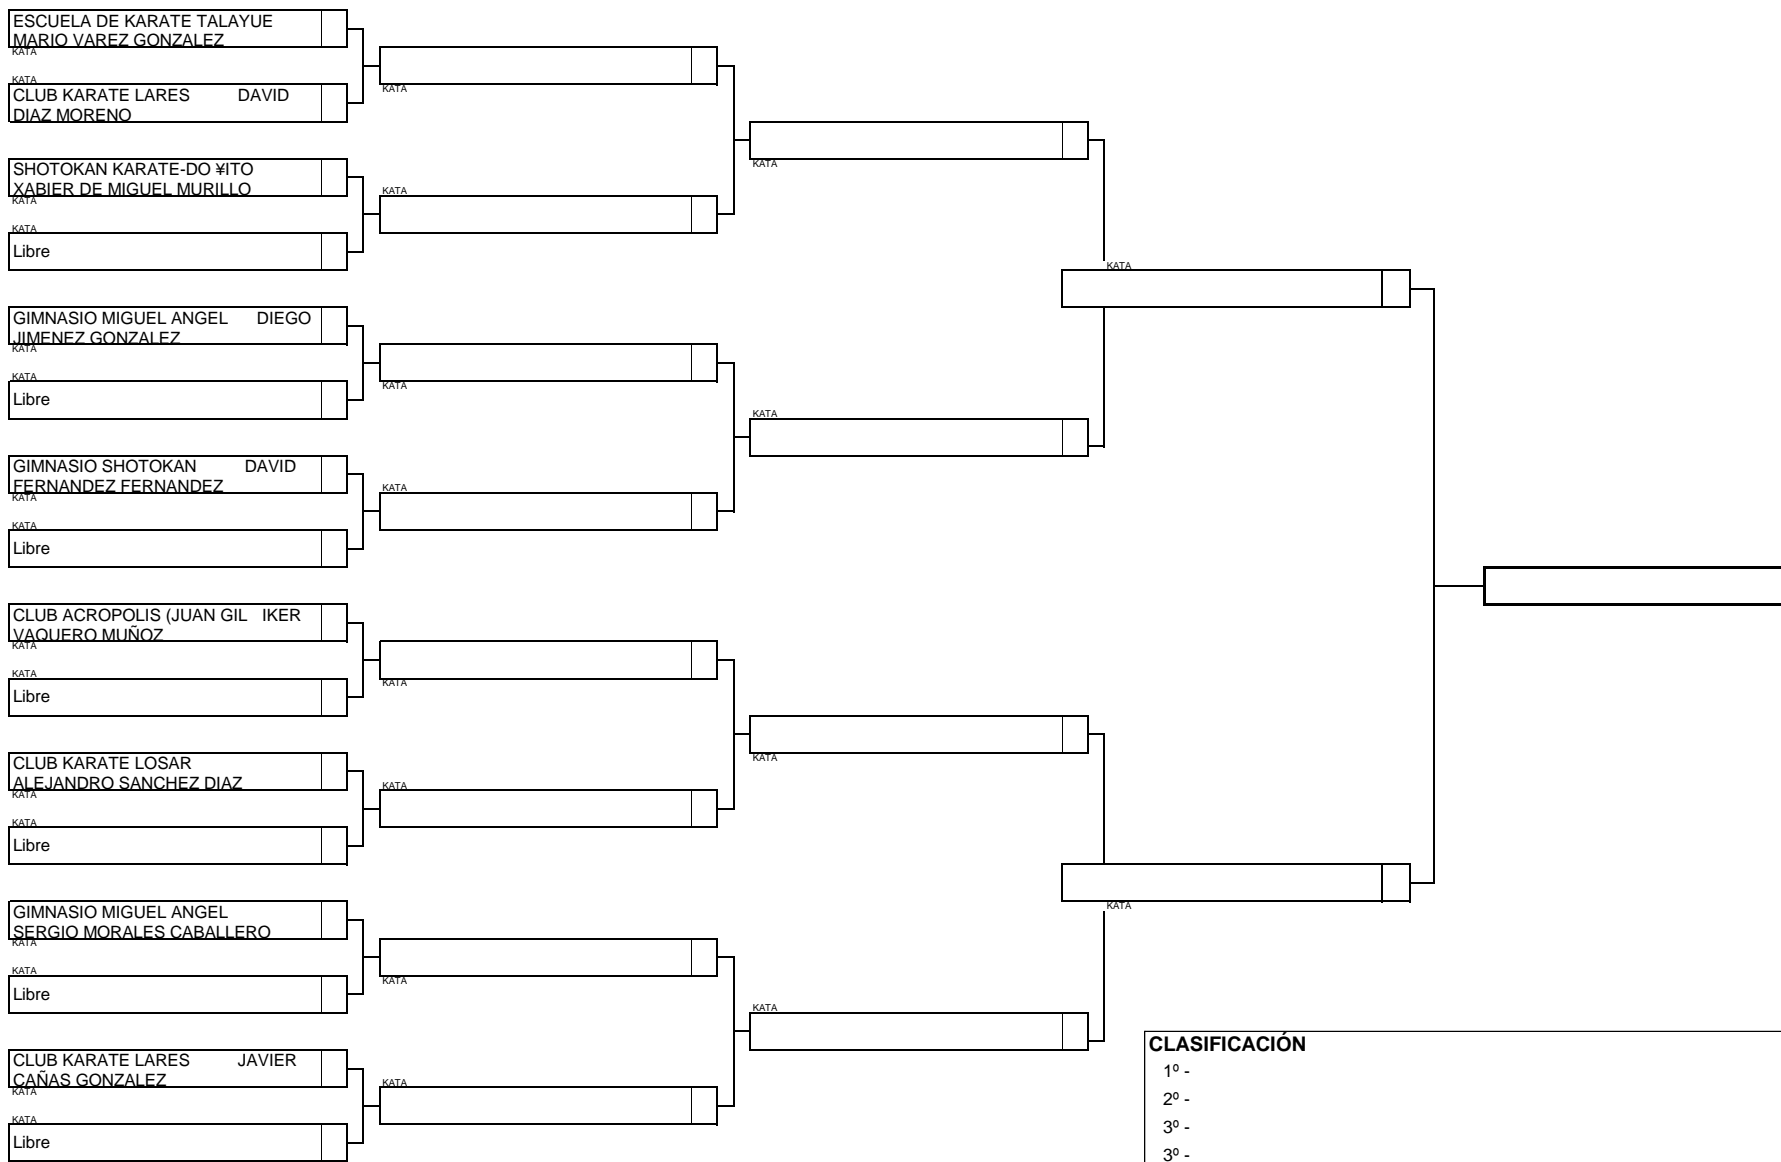 ESCUELA DE KARATE TALAYUE
MARIO VAREZ GONZALEZ
KATA
KATA
CLUB KARATE LARES DAVID
DIAZ MORENO
KATA
KATA
SHOTOKAN KARATE-DO ¥ITO
XABIER DE MIGUEL MURILLO
KATA
KATA
KATA
Libre
KATA
GIMNASIO MIGUEL ANGEL DIEGO
JIMENEZ GONZALEZ
KATA
KATA
Libre
KATA
KATA
GIMNASIO SHOTOKAN DAVID
FERNANDEZ FERNANDEZ
KATA
KATA
KATA
Libre
CLUB ACROPOLIS (JUAN GIL IKER
VAQUERO MUÑOZ
KATA
KATA
Libre
KATA
KATA
CLUB KARATE LOSAR
ALEJANDRO SANCHEZ DIAZ
KATA
KATA
KATA
Libre
KATA
GIMNASIO MIGUEL ANGEL
SERGIO MORALES CABALLERO
KATA
KATA
Libre
KATA
KATA
CLUB KARATE LARES JAVIER
CAÑAS GONZALEZ
KATA
KATA
KATA
Libre
CLASIFICACIÓN
1º -
2º -
3º -
3º -